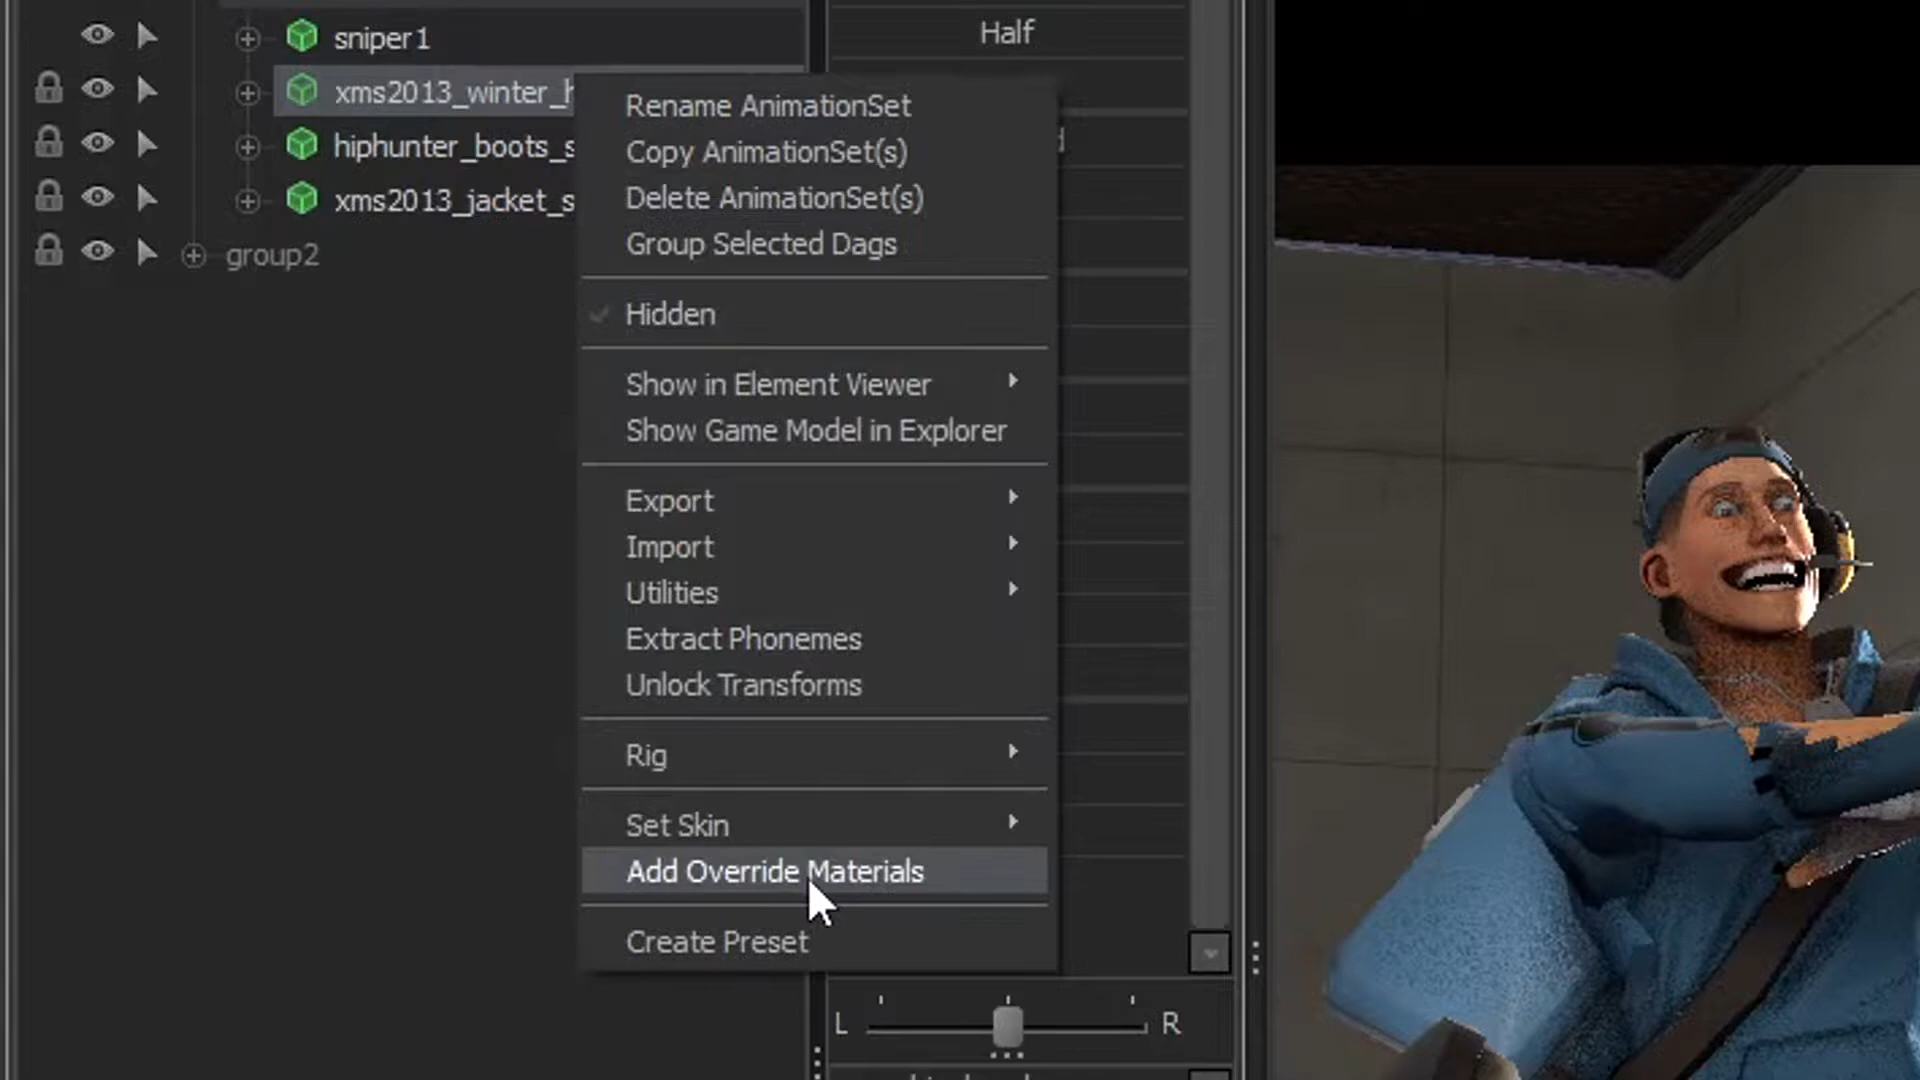 sniper1
xms2013_winter_h
hiphunter_boots_s
xms2013_jacket_s
group2
Rename AnimationSet
Copy AnimationSet(s)
Delete AnimationSet(s)
Group Selected Dags
Hidden
Show in Element Viewer
Show Game Model in Explorer
Export
Import
Utilities
Extract Phonemes
Unlock Transforms
Rig
Set Skin
Add Override Materials
Create Preset
Half
L
R